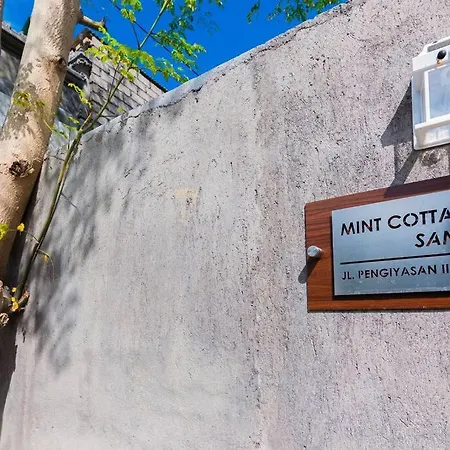 MINT COTTA
SAN
JL. PENGIYASAN II